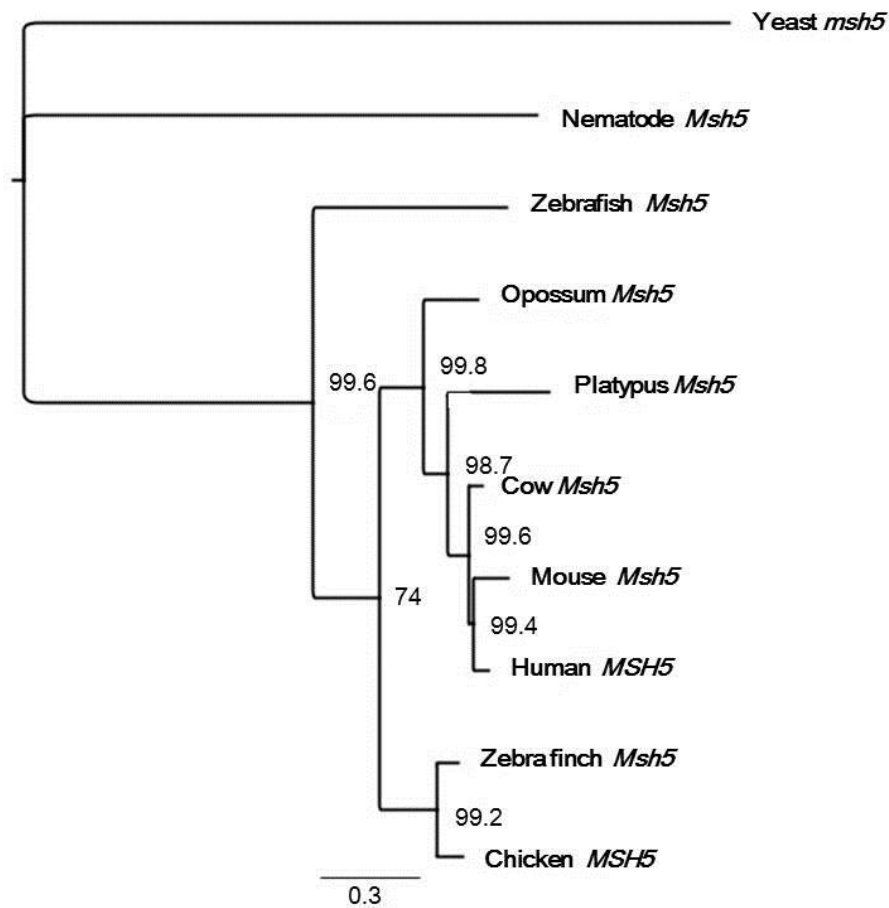 Yeast msh5
Nematode Msh5
Zebrafish Msh5
Opossum Msh5
99.8
99.6
Platypus Msh5
98.7
Cow Msh5
99.6
Mouse Msh5
74
99.4
Human MSH5
Zebra finch Msh5
99.2
Chicken MSH5
0.3